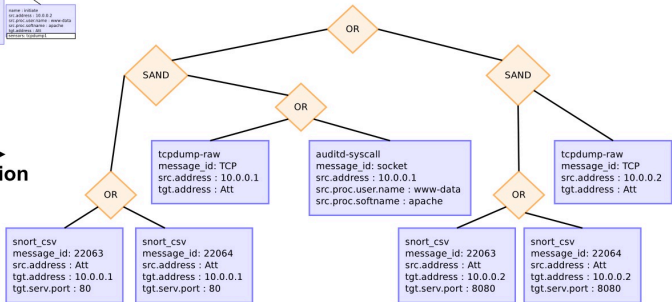 name : initiate
src.address : 10.0.0.2
src.proc.user.name : www-data
src.proc.softname : apache
tgt.address : Att
sensors: tcpdump1
OR
SAND
SAND
OR
tcpdump-raw
message_id: TCP
src.address : 10.0.0.1
tgt.address : Att
auditd-syscall
message_id: socket
src.address : 10.0.0.1
src.proc.user.name : www-data
src.proc.softname : apache
tcpdump-raw
message_id: TCP
src.address : 10.0.0.2
tgt.address : Att
ion
OR
OR
snort_csv
message_id: 22063
src.address : Att
tgt.address : 10.0.0.1
tgt.serv.port : 80
snort_csv
message_id: 22064
src.address : Att
tgt.address : 10.0.0.1
tgt.serv.port : 80
snort_csv
message_id: 22063
src.address : Att
tgt.address : 10.0.0.2
tgt.serv.port : 8080
snort_csv
message_id: 22064
src.address : Att
tgt.address : 10.0.0.2
tgt.serv.port : 8080